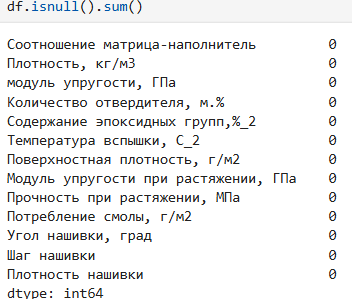 df.isnull().sum()
Соотношение матрица-наполнитель 0
Плотность, кг/м3 0
модуль упругости, ГПа 0
Количество отвердителя, м.% 0
Содержание эпоксидных групп,%_2 0
Температура вспышки, С_2 0
Поверхностная плотность, г/м2 0
Модуль упругости при растяжении, ГПа 0
Прочность при растяжении, МПа 0
Потребление смолы, г/м2 0
Угол нашивки, град 0
Шаг нашивки 0
Плотность нашивки 0
dtype: int64